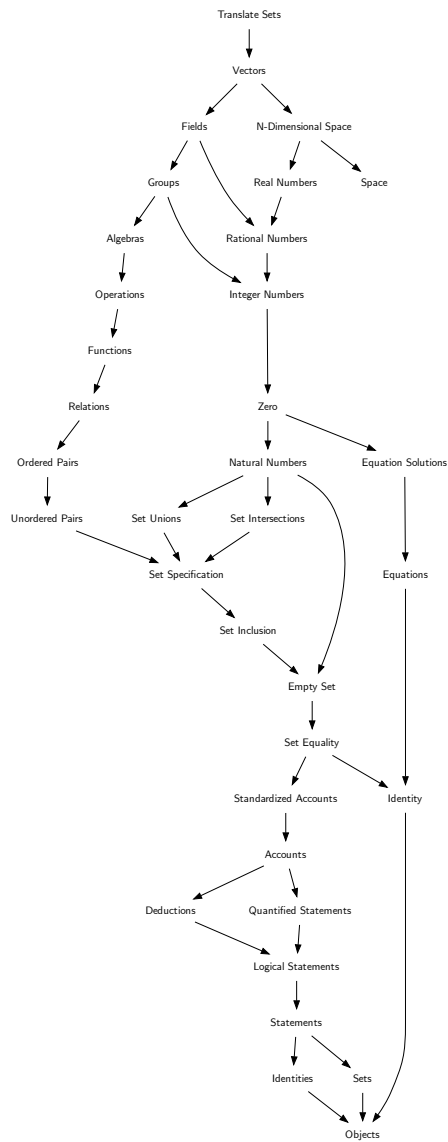 Translate Sets
Vectors
Fields
N-Dimensional Space
Groups
Real Numbers
Space
Algebras
Rational Numbers
Operations
Integer Numbers
Functions
Relations
Zero
Ordered Pairs
Natural Numbers
Equation Solutions
Unordered Pairs
Set Unions
Set Intersections
Set Specification
Equations
Set Inclusion
Empty Set
Set Equality
Standardized Accounts
Identity
Accounts
Deductions
Quantified Statements
Logical Statements
Statements
Identities
Sets
Objects